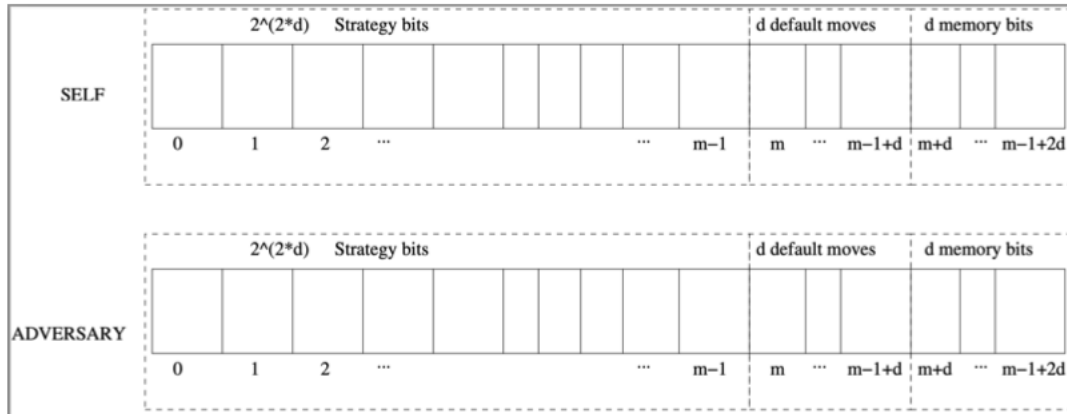 2^(2*d) Strategy bits d default moves d memory bits
SELF
0 1 2 ... ... m−1 m ... m−1+d m+d ... m−1+2d
2^(2*d) Strategy bits d default moves d memory bits
ADVERSARY
0 1 2 ... ... m−1 m ... m−1+d m+d ... m−1+2d